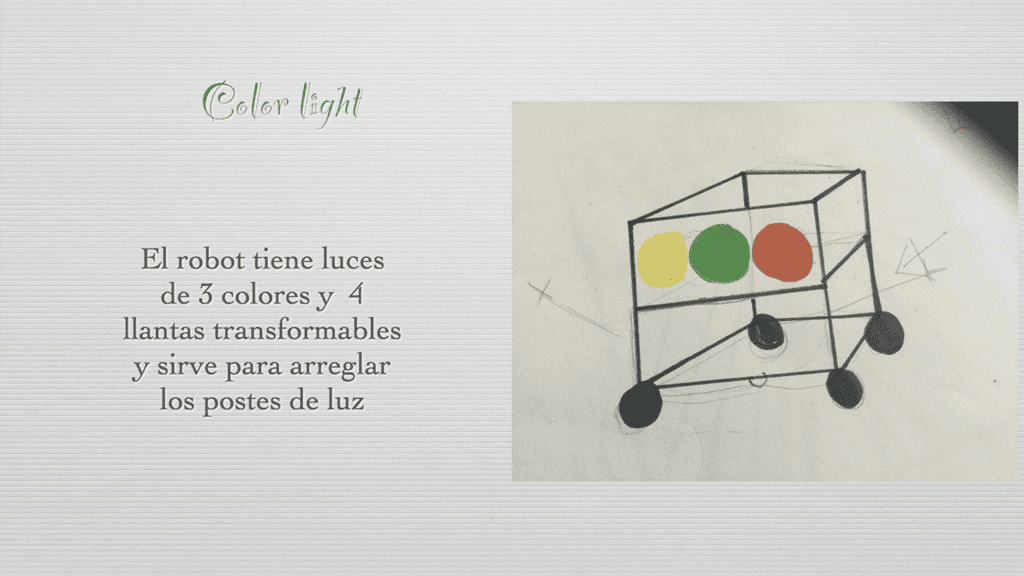 Color light
El robot tiene luces
de 3 colores y 4
llantas transformables
y sirve para arreglar
los postes de luz